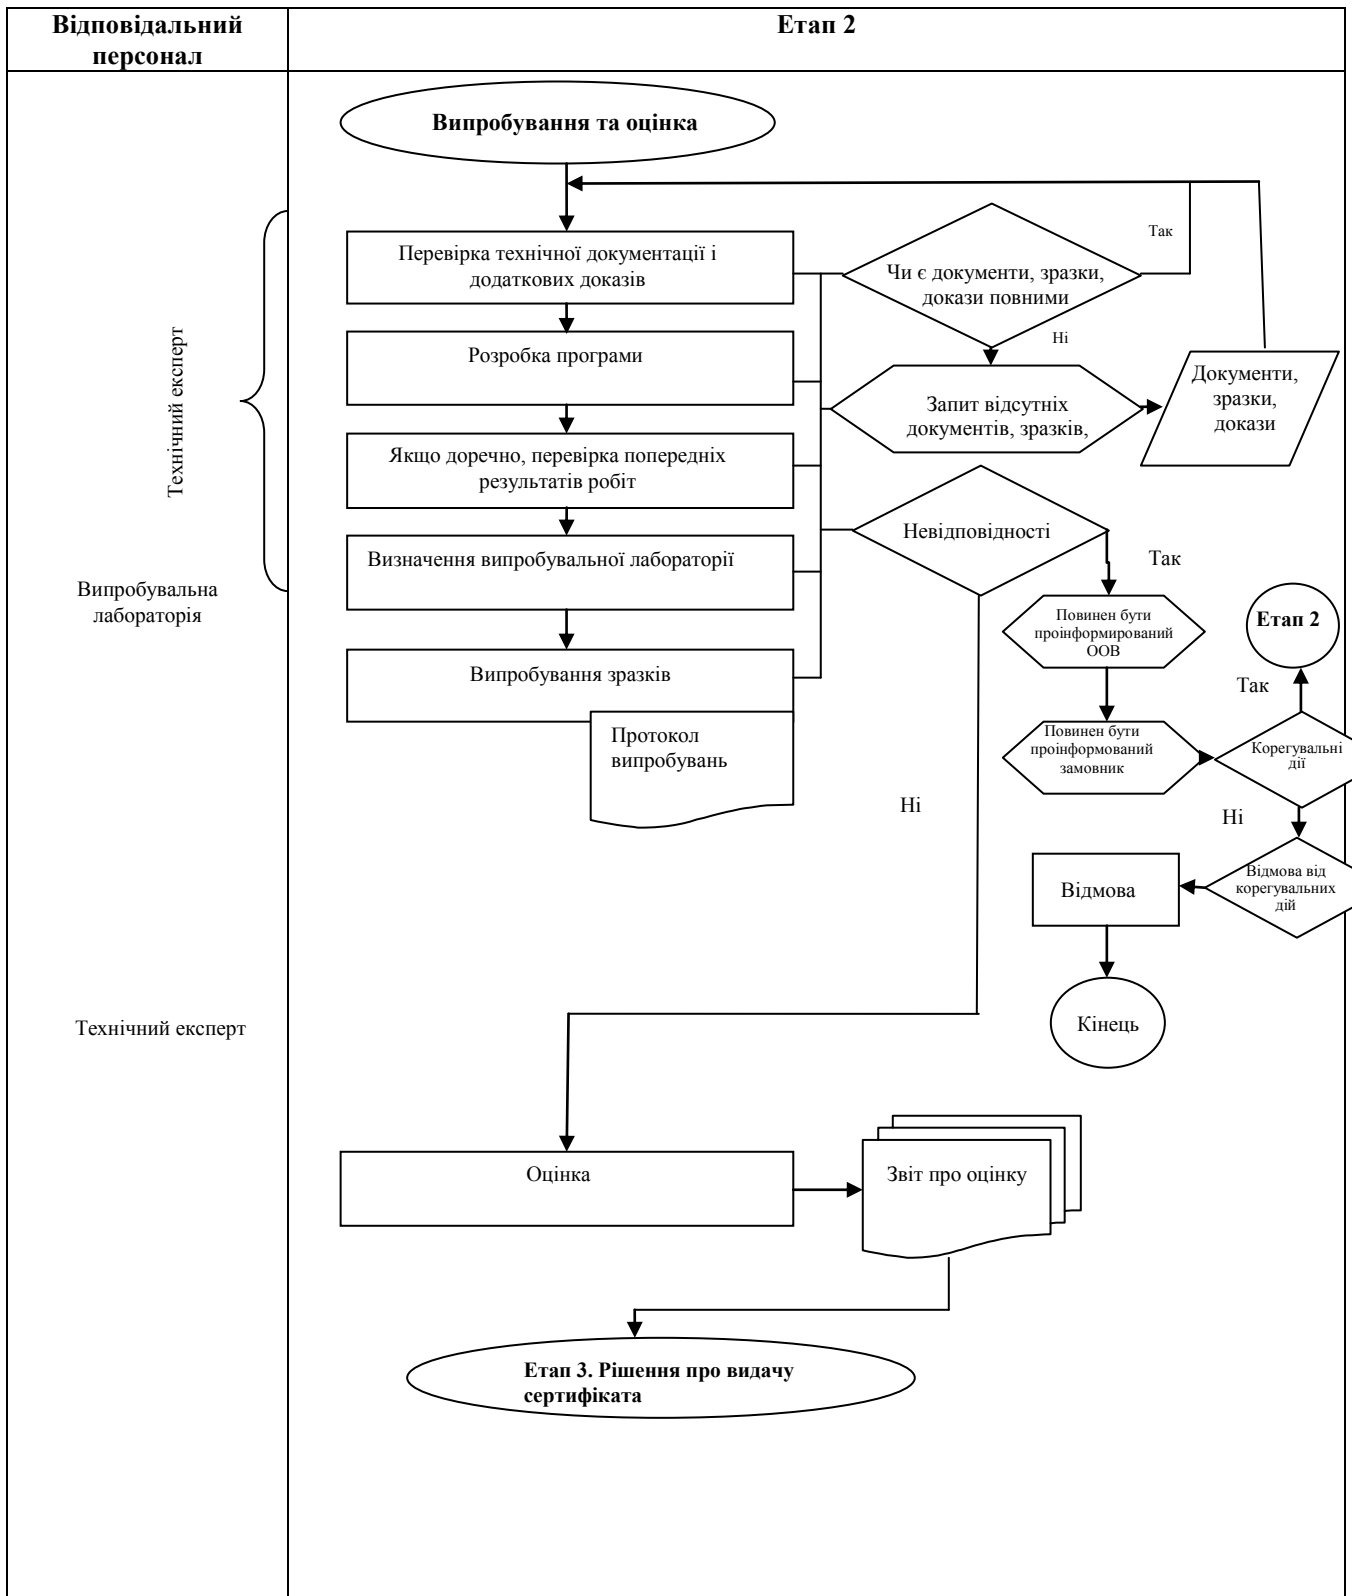 Відповідальний
персонал
Етап 2
Випробування та оцінка
Технічний експерт
Перевірка технічної документації і
додаткових доказів
Чи є документи, зразки,
докази повними
Так
Ні
Розробка програми
Запит відсутніх
документів, зразків,
Документи,
зразки,
докази
Якщо доречно, перевірка попередніх
результатів робіт
Невідповідності
Так
Визначення випробувальної лабораторії
Випробувальна
лабораторія
Повинен бути
проінформирований
ООВ
Етап 2
Випробування зразків
Так
Протокол
випробувань
Повинен бути
проінформований
замовник
Корегувальні
дії
Ні
Ні
Відмова
Відмова від
корегувальних
дій
Кінець
Технічний експерт
Оцінка
Звіт про оцінку
Етап 3. Рішення про видачу
сертифіката